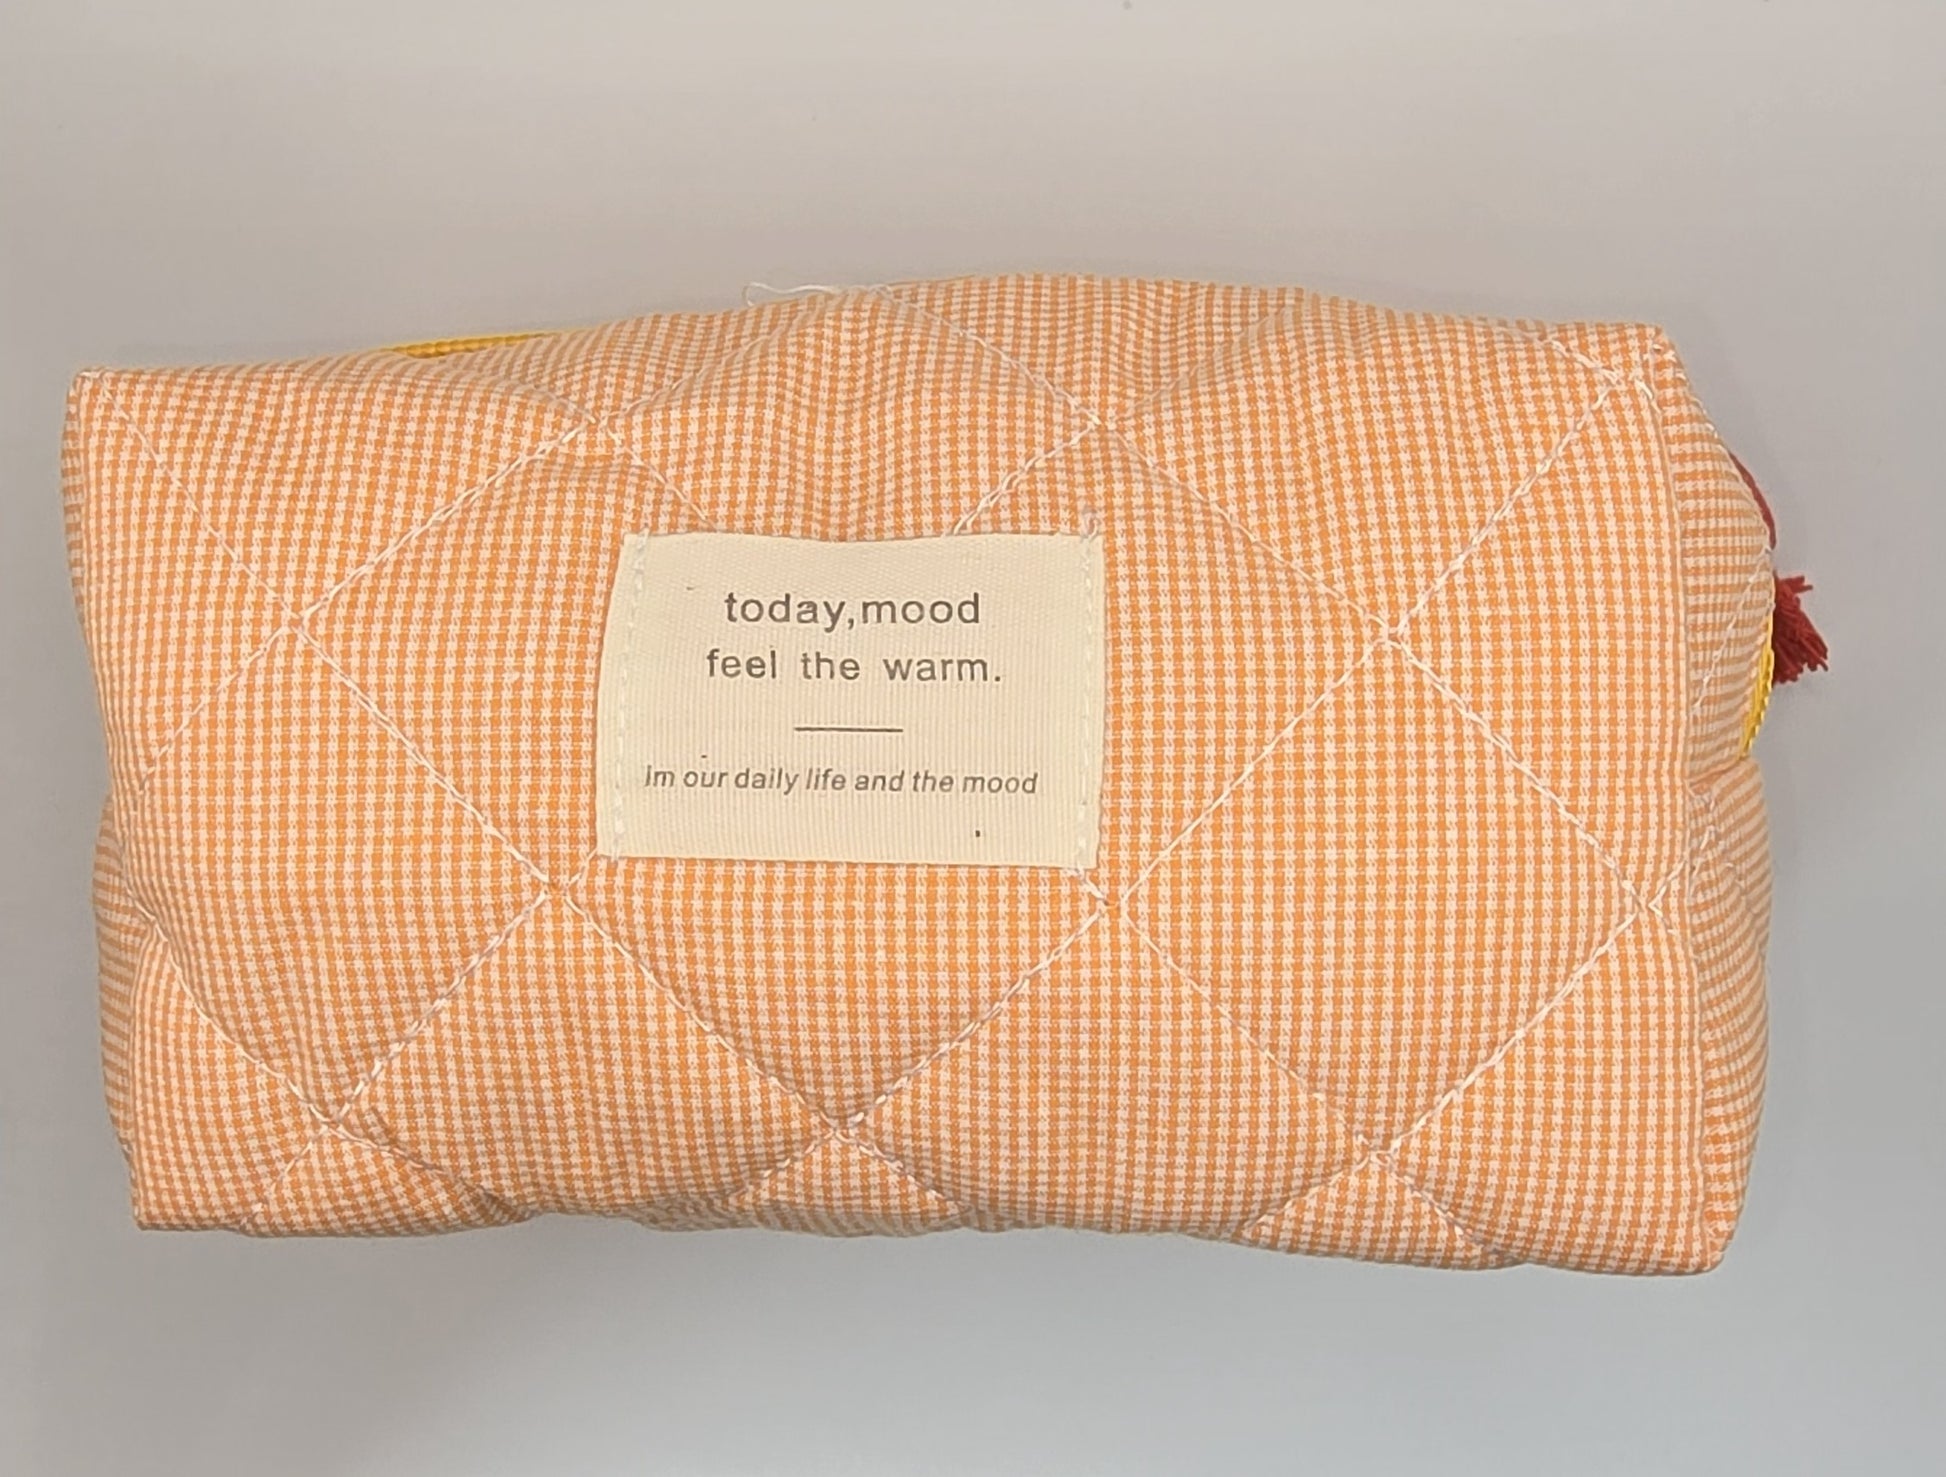 today,mood
feel the warm.
Im our daily life and the mood